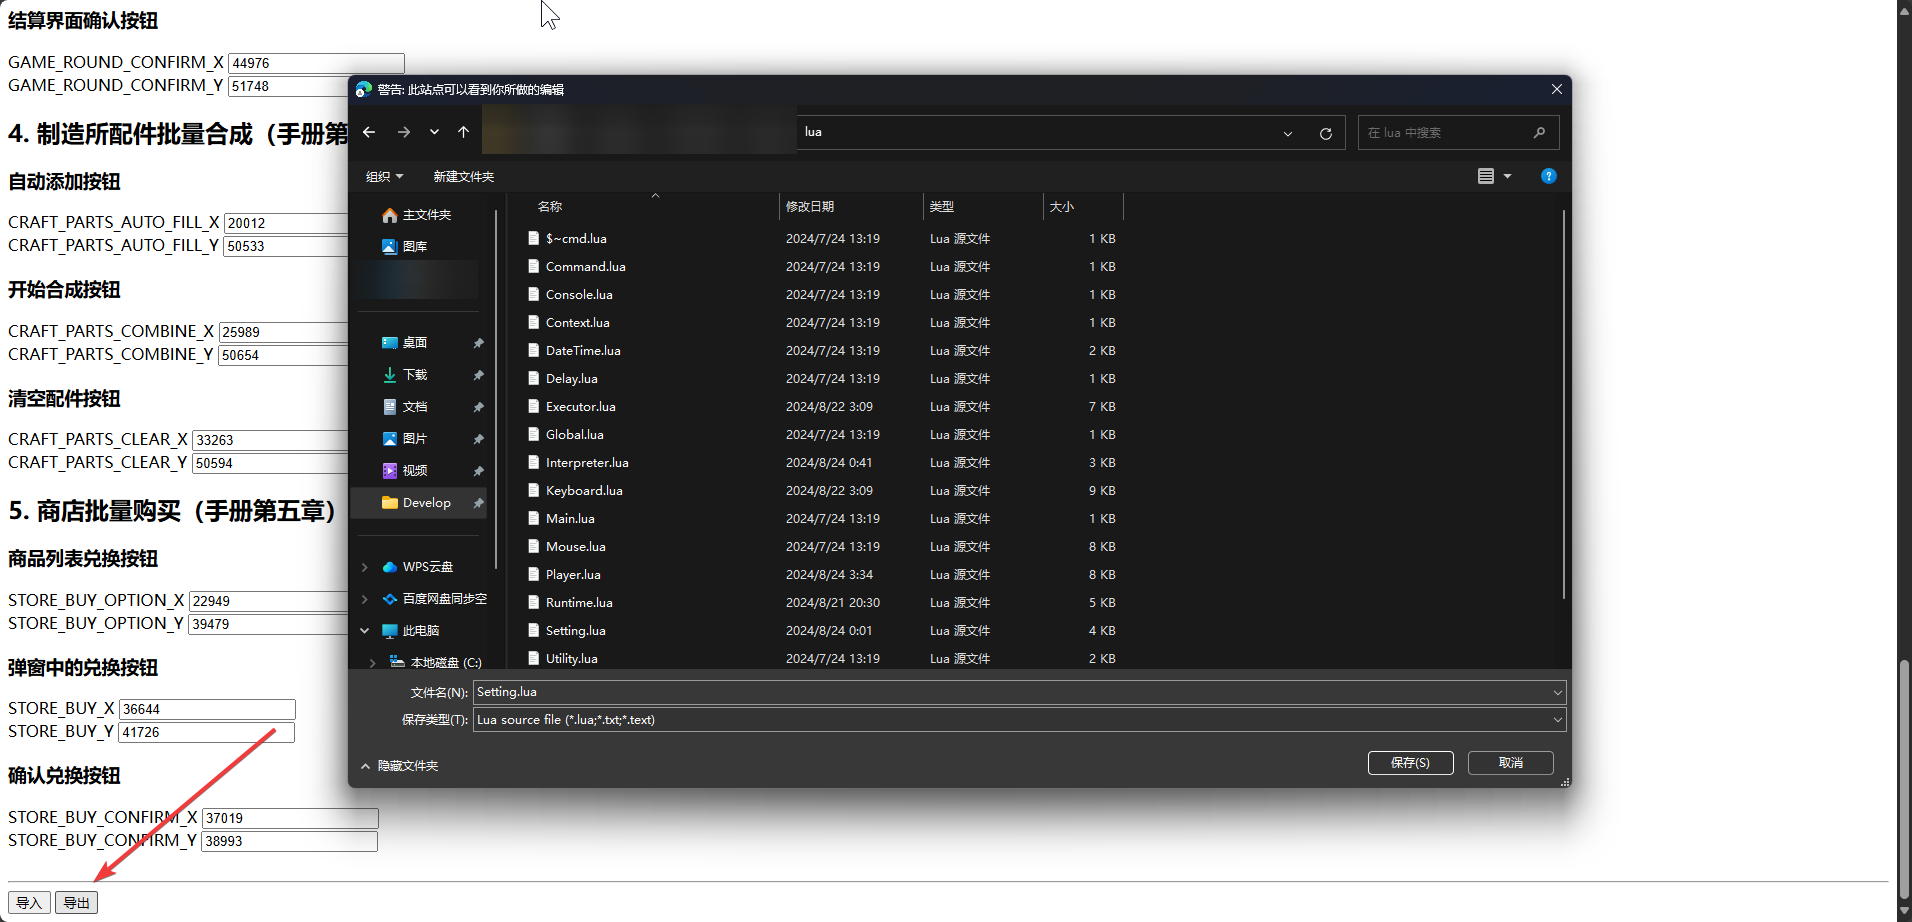 结算界面确认按钮
GAME_ROUND_CONFIRM_X 44976
GAME_ROUND_CONFIRM_Y 51748
4. 制造所配件批量合成（手册第
自动添加按钮
CRAFT_PARTS_AUTO_FILL_X 20012
CRAFT_PARTS_AUTO_FILL_Y 50533
开始合成按钮
CRAFT_PARTS_COMBINE_X 25989
CRAFT_PARTS_COMBINE_Y 50654
清空配件按钮
CRAFT_PARTS_CLEAR_X 33263
CRAFT_PARTS_CLEAR_Y 50594
5. 商店批量购买（手册第五章）
商品列表兑换按钮
STORE_BUY_OPTION_X 22949
STORE_BUY_OPTION_Y 39479
弹窗中的兑换按钮
STORE_BUY_X 36644
STORE_BUY_Y 41726
确认兑换按钮
STORE_BUY_CONFIRM_X 37019
STORE_BUY_CONFIRM_Y 38993
导入 导出
警告: 此站点可以看到你所做的编辑
lua
在 lua 中搜索
组织 新建文件夹
主文件夹
图库
桌面
下载
文档
图片
视频
Develop
WPS云盘
百度网盘同步空
此电脑
本地磁盘 (C:)
名称 修改日期 类型 大小
$~cmd.lua 2024/7/24 13:19 Lua 源文件 1 KB
Command.lua 2024/7/24 13:19 Lua 源文件 1 KB
Console.lua 2024/7/24 13:19 Lua 源文件 1 KB
Context.lua 2024/7/24 13:19 Lua 源文件 1 KB
DateTime.lua 2024/7/24 13:19 Lua 源文件 2 KB
Delay.lua 2024/7/24 13:19 Lua 源文件 1 KB
Executor.lua 2024/8/22 3:09 Lua 源文件 7 KB
Global.lua 2024/7/24 13:19 Lua 源文件 1 KB
Interpreter.lua 2024/8/24 0:41 Lua 源文件 3 KB
Keyboard.lua 2024/8/22 3:09 Lua 源文件 9 KB
Main.lua 2024/7/24 13:19 Lua 源文件 1 KB
Mouse.lua 2024/7/24 13:19 Lua 源文件 8 KB
Player.lua 2024/8/24 3:34 Lua 源文件 8 KB
Runtime.lua 2024/8/21 20:30 Lua 源文件 5 KB
Setting.lua 2024/8/24 0:01 Lua 源文件 4 KB
Utility.lua 2024/7/24 13:19 Lua 源文件 2 KB
文件名(N): Setting.lua
保存类型(T): Lua source file (*.lua;*.txt;*.text)
隐藏文件夹
保存(S) 取消